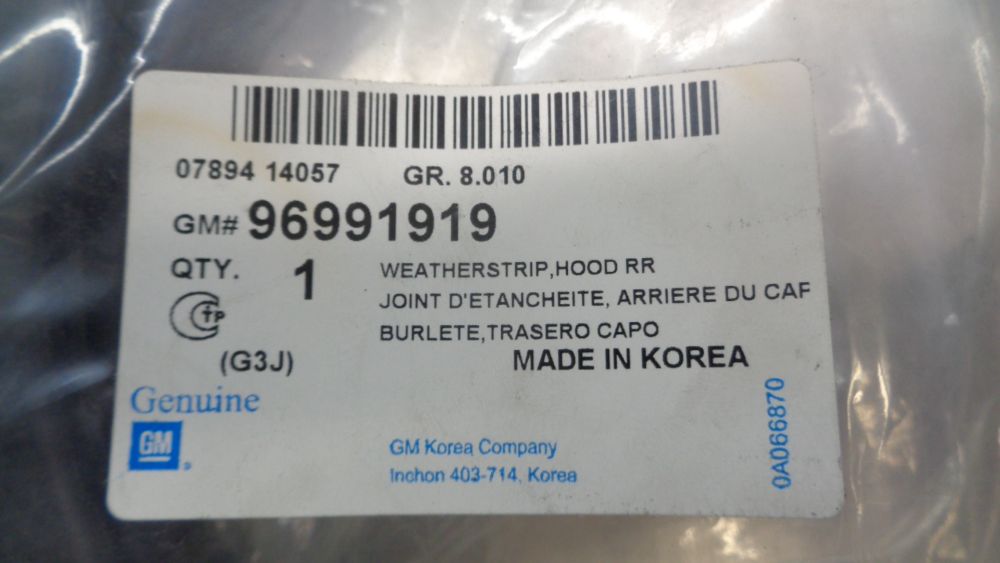 07894 14057 GR. 8.010
GM# 96991919
QTY. 1
WEATHERSTRIP,HOOD RR
JOINT D'ETANCHEITE, ARRIERE DU CAP
BURLETE,TRASERO CAPO
(G3J) MADE IN KOREA
Genuine
GM
GM Korea Company
Inchon 403-714, Korea
0A066870